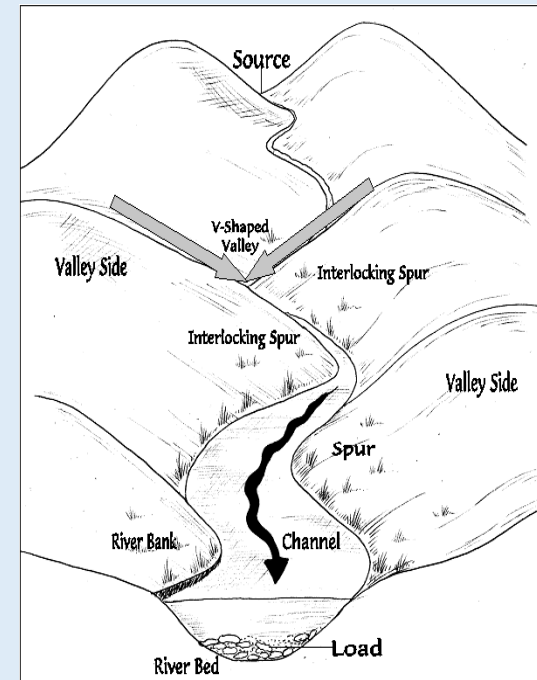 Source
V-Shaped
Valley
Valley Side
Interlocking Spur
Interlocking Spur
Valley Side
Spur
River Bank
Channel
Load
River Bed